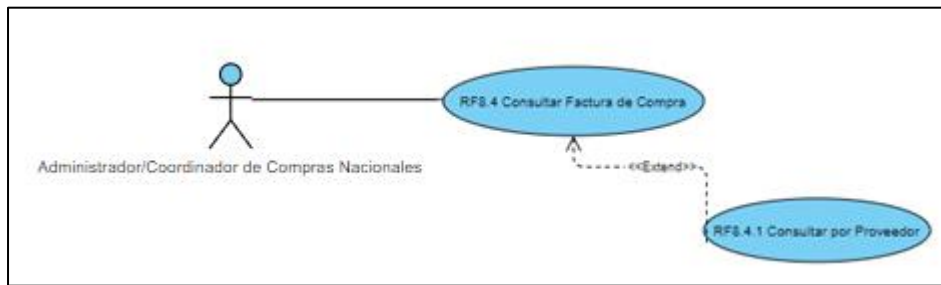 RF8.4 Consultar Factura de Compra
Administrador/Coordinador de Compras Nacionales
<<Extend>>
RF8.4.1 Consultar por Proveedor